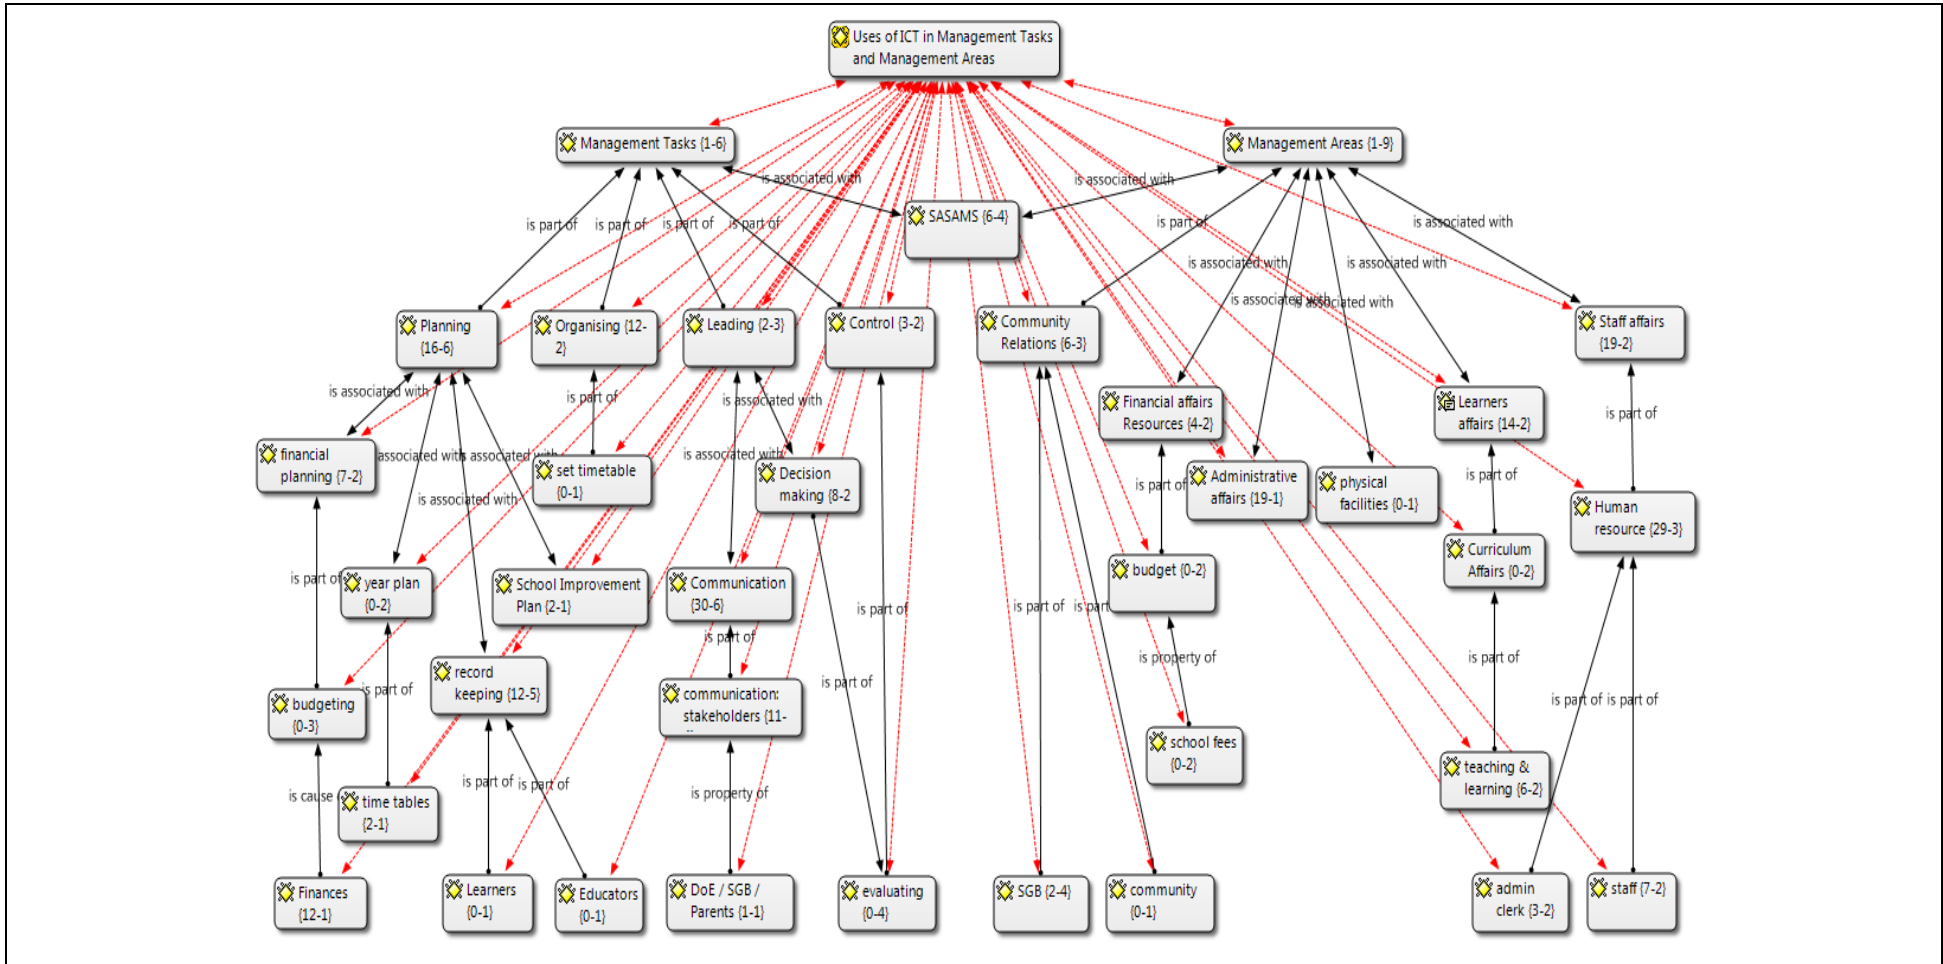 Uses of ICT in Management Tasks
and Management Areas
Management Tasks {1-6}
Management Areas {1-9}
is associated with
is associated with
SASAMS {6-4}
is part of
is part of
is part of
is part of
is part of
is associated with
is associated with
is associated with
is associated with
is associated with
Planning
{16-6}
Organising {12-
2}
Leading {2-3}
Control {3-2}
Community
Relations {6-3}
Staff affairs
{19-2}
is associated with
is part of
is associated with
Financial affairs
Resources {4-2}
Learners
affairs {14-2}
is part of
financial
planning {7-2}
associated with
associated with
is associated with
set timetable
{0-1}
is associated with
Decision
making {8-2
is part of
Administrative
affairs {19-1}
physical
facilities {0-1}
is part of
Human
resource {29-3}
Curriculum
Affairs {0-2}
is part of
year plan
{0-2}
School Improvement
Plan {2-1}
Communication
{30-6}
budget {0-2}
is part of
is part of
is part
is part of
is property of
is part of
record
keeping {12-5}
is part of
is part of
communication:
stakeholders {11-
is part of
is part of
budgeting
{0-3}
school fees
{0-2}
teaching &
learning {6-2}
is cause
time tables
{2-1}
is part of
is part of
is property of
Finances
{12-1}
Learners
{0-1}
Educators
{0-1}
DoE / SGB /
Parents {1-1}
evaluating
{0-4}
SGB {2-4}
community
{0-1}
admin
clerk {3-2}
staff {7-2}